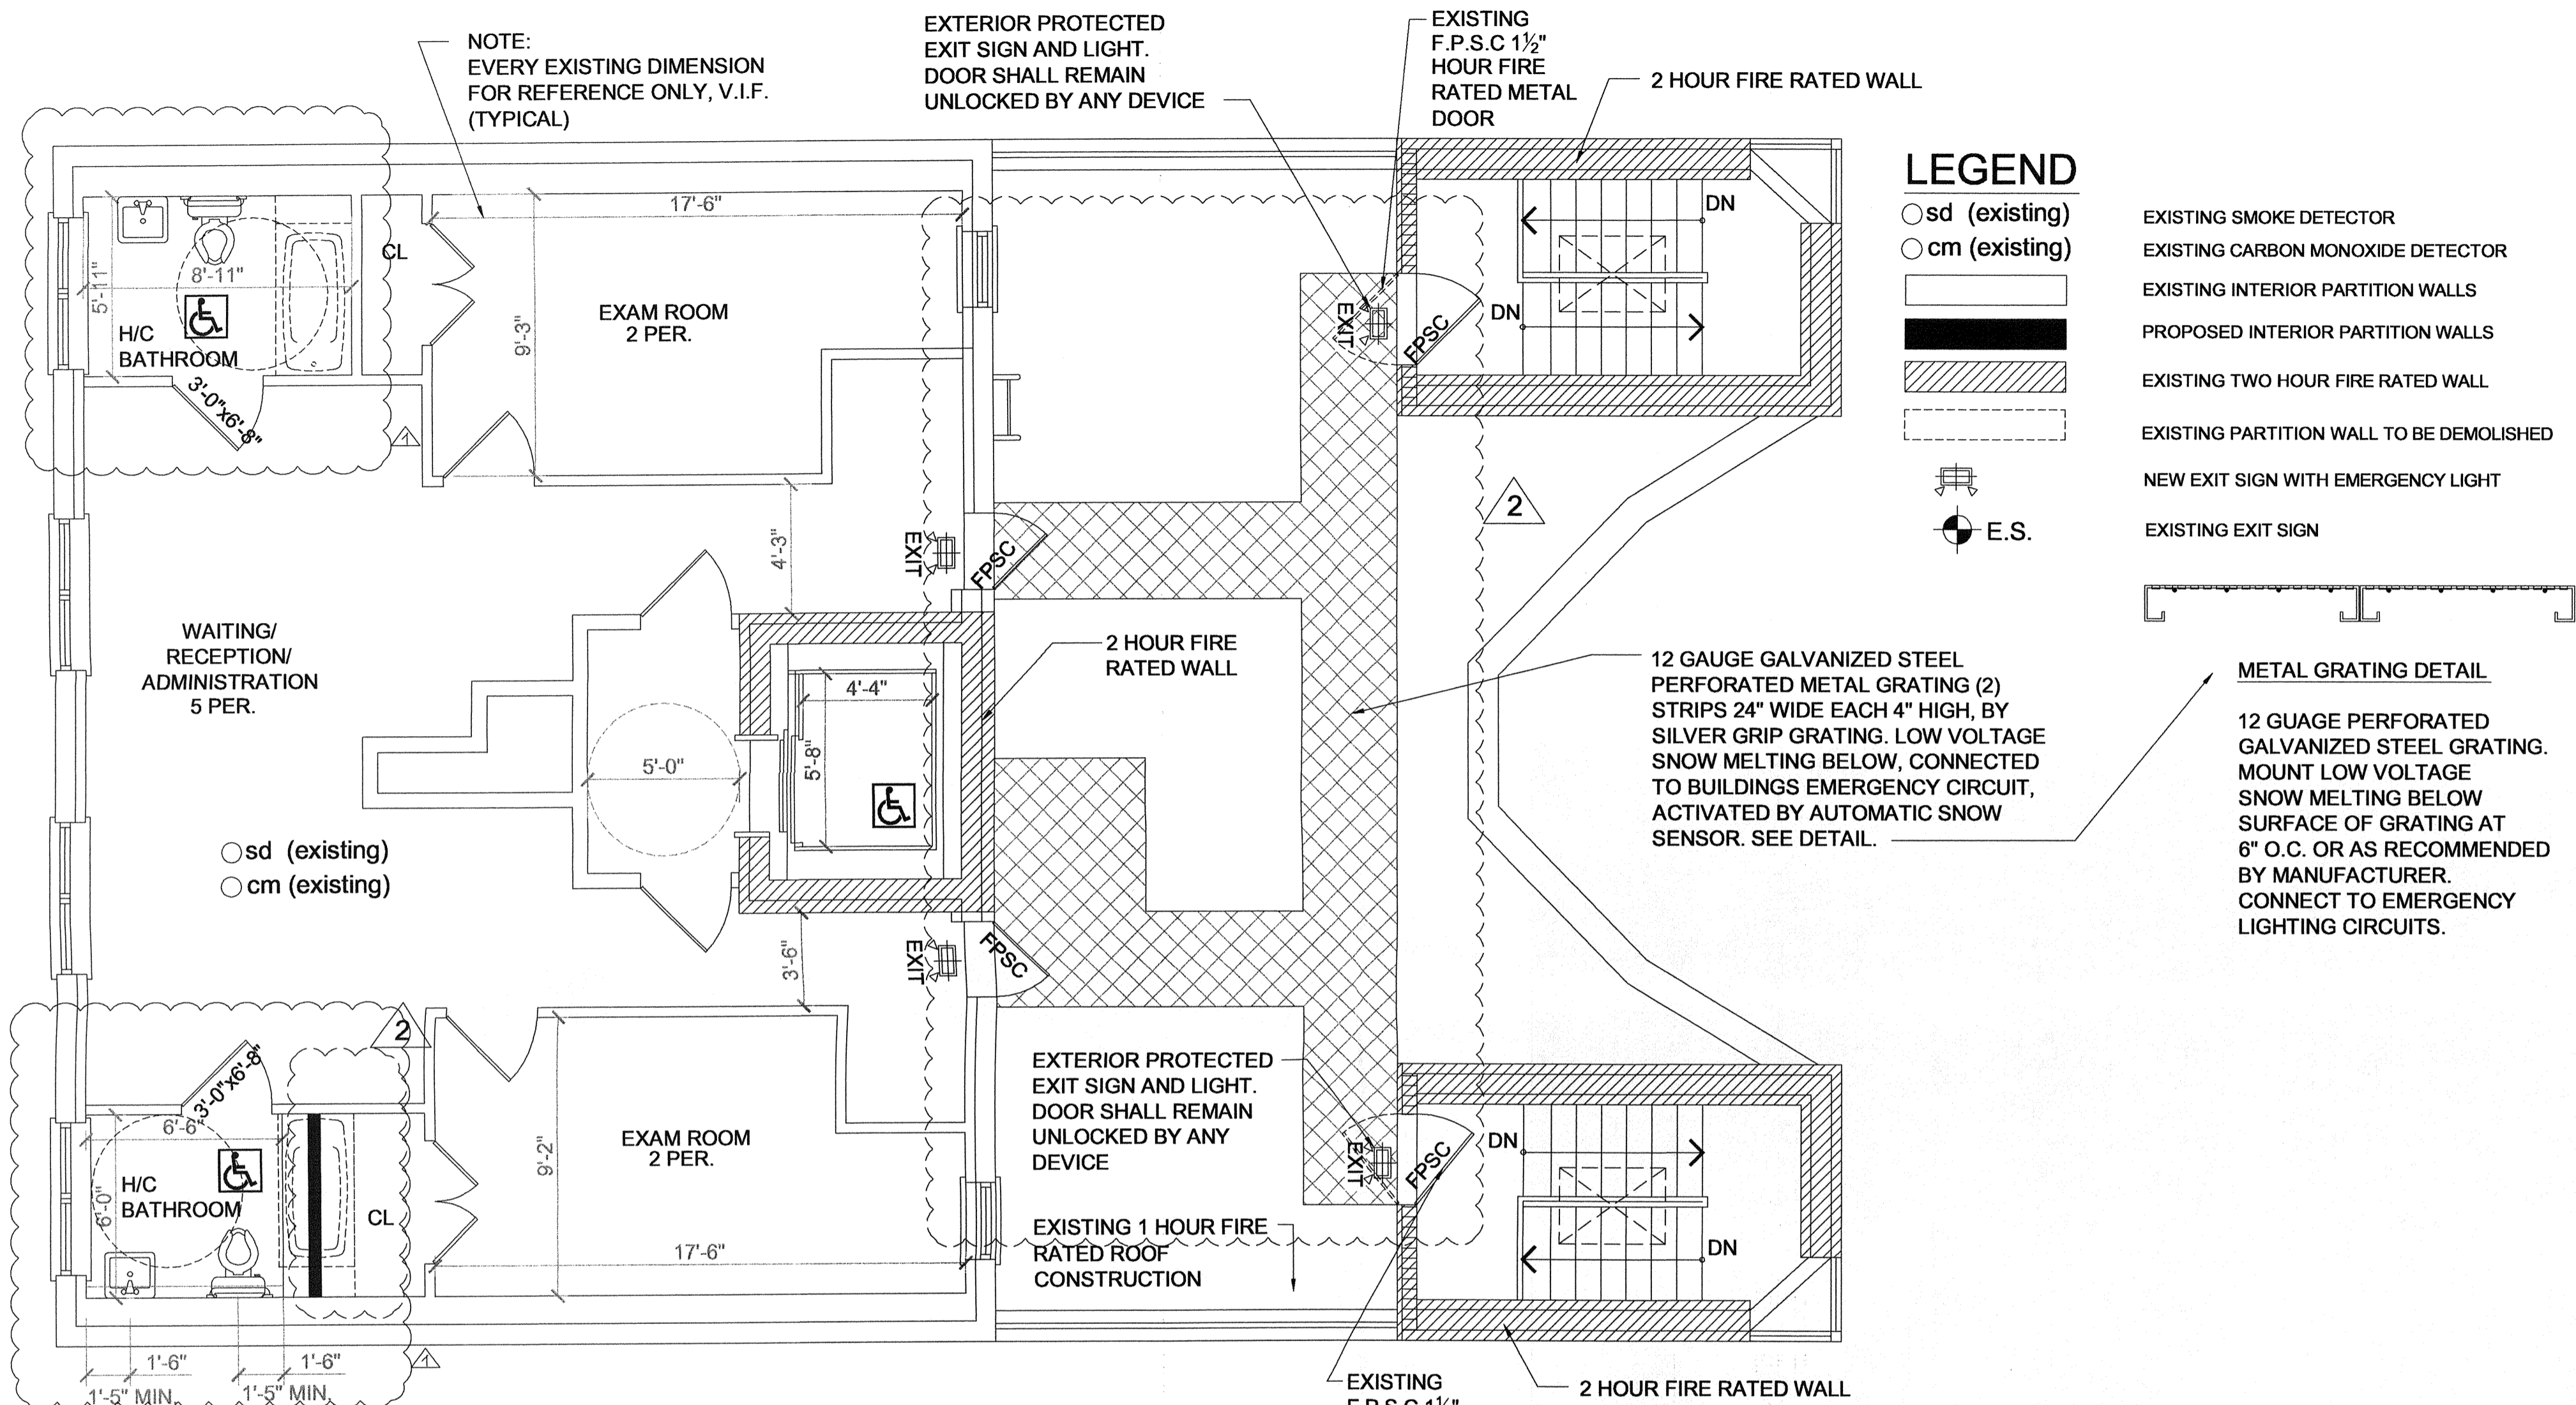 NOTE:
EVERY EXISTING DIMENSION
FOR REFERENCE ONLY, V.I.F.
(TYPICAL)
EXTERIOR PROTECTED
EXIT SIGN AND LIGHT.
DOOR SHALL REMAIN
UNLOCKED BY ANY DEVICE
EXISTING
F.P.S.C 1½"
HOUR FIRE
RATED METAL
DOOR
2 HOUR FIRE RATED WALL
17'-6"
CL
5'-11"
8'-11"
H/C
BATHROOM
3'-0"x6'-8"
1
9'-3"
EXAM ROOM
2 PER.
EXIT
FPSC
DN
DN
4'-3"
EXIT
FPSC
2
WAITING/
RECEPTION/
ADMINISTRATION
5 PER.
5'-0"
4'-4"
5'-8"
2 HOUR FIRE
RATED WALL
12 GAUGE GALVANIZED STEEL
PERFORATED METAL GRATING (2)
STRIPS 24" WIDE EACH 4" HIGH, BY
SILVER GRIP GRATING. LOW VOLTAGE
SNOW MELTING BELOW, CONNECTED
TO BUILDINGS EMERGENCY CIRCUIT,
ACTIVATED BY AUTOMATIC SNOW
SENSOR. SEE DETAIL.
sd (existing)
cm (existing)
3'-6"
EXIT
FPSC
2
3'-0"x6'-8"
6'-6"
6'-0"
H/C
BATHROOM
CL
9'-2"
EXAM ROOM
2 PER.
17'-6"
EXTERIOR PROTECTED
EXIT SIGN AND LIGHT.
DOOR SHALL REMAIN
UNLOCKED BY ANY
DEVICE
EXIT
FPSC
DN
DN
EXISTING 1 HOUR FIRE
RATED ROOF
CONSTRUCTION
1'-6"
1'-6"
1'-5" MIN.
1'-5" MIN.
1
EXISTING
F.P.S.C 1½"
2 HOUR FIRE RATED WALL
LEGEND
sd (existing) EXISTING SMOKE DETECTOR
cm (existing) EXISTING CARBON MONOXIDE DETECTOR
EXISTING INTERIOR PARTITION WALLS
PROPOSED INTERIOR PARTITION WALLS
EXISTING TWO HOUR FIRE RATED WALL
EXISTING PARTITION WALL TO BE DEMOLISHED
NEW EXIT SIGN WITH EMERGENCY LIGHT
E.S. EXISTING EXIT SIGN
METAL GRATING DETAIL
12 GUAGE PERFORATED
GALVANIZED STEEL GRATING.
MOUNT LOW VOLTAGE
SNOW MELTING BELOW
SURFACE OF GRATING AT
6" O.C. OR AS RECOMMENDED
BY MANUFACTURER.
CONNECT TO EMERGENCY
LIGHTING CIRCUITS.